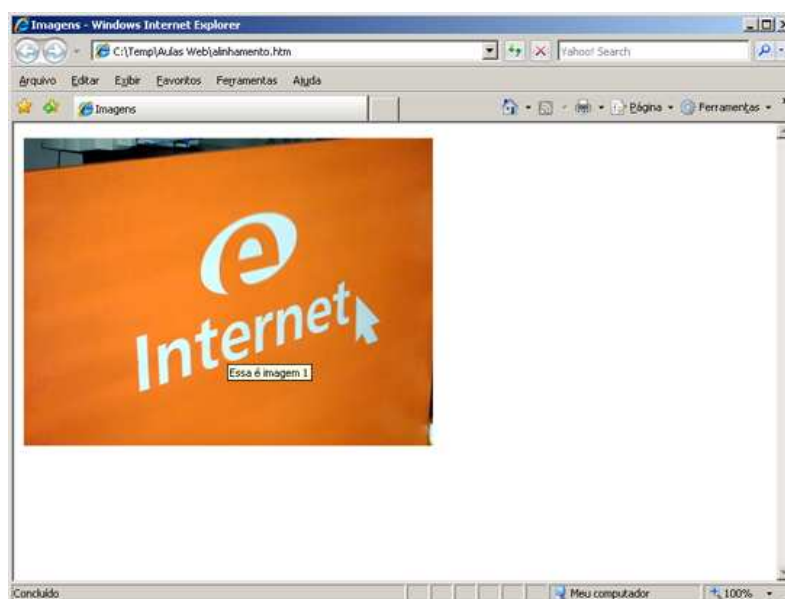 Imagens - Windows Internet Explorer
C:\Temp\Aulas Web\alinhamento.htm
Yahoo! Search
Arquivo Editar Exibir Favoritos Ferramentas Ajuda
Imagens
Página
Ferramentas
e
Internet
Essa é imagem 1
Concluído
Meu computador
100%